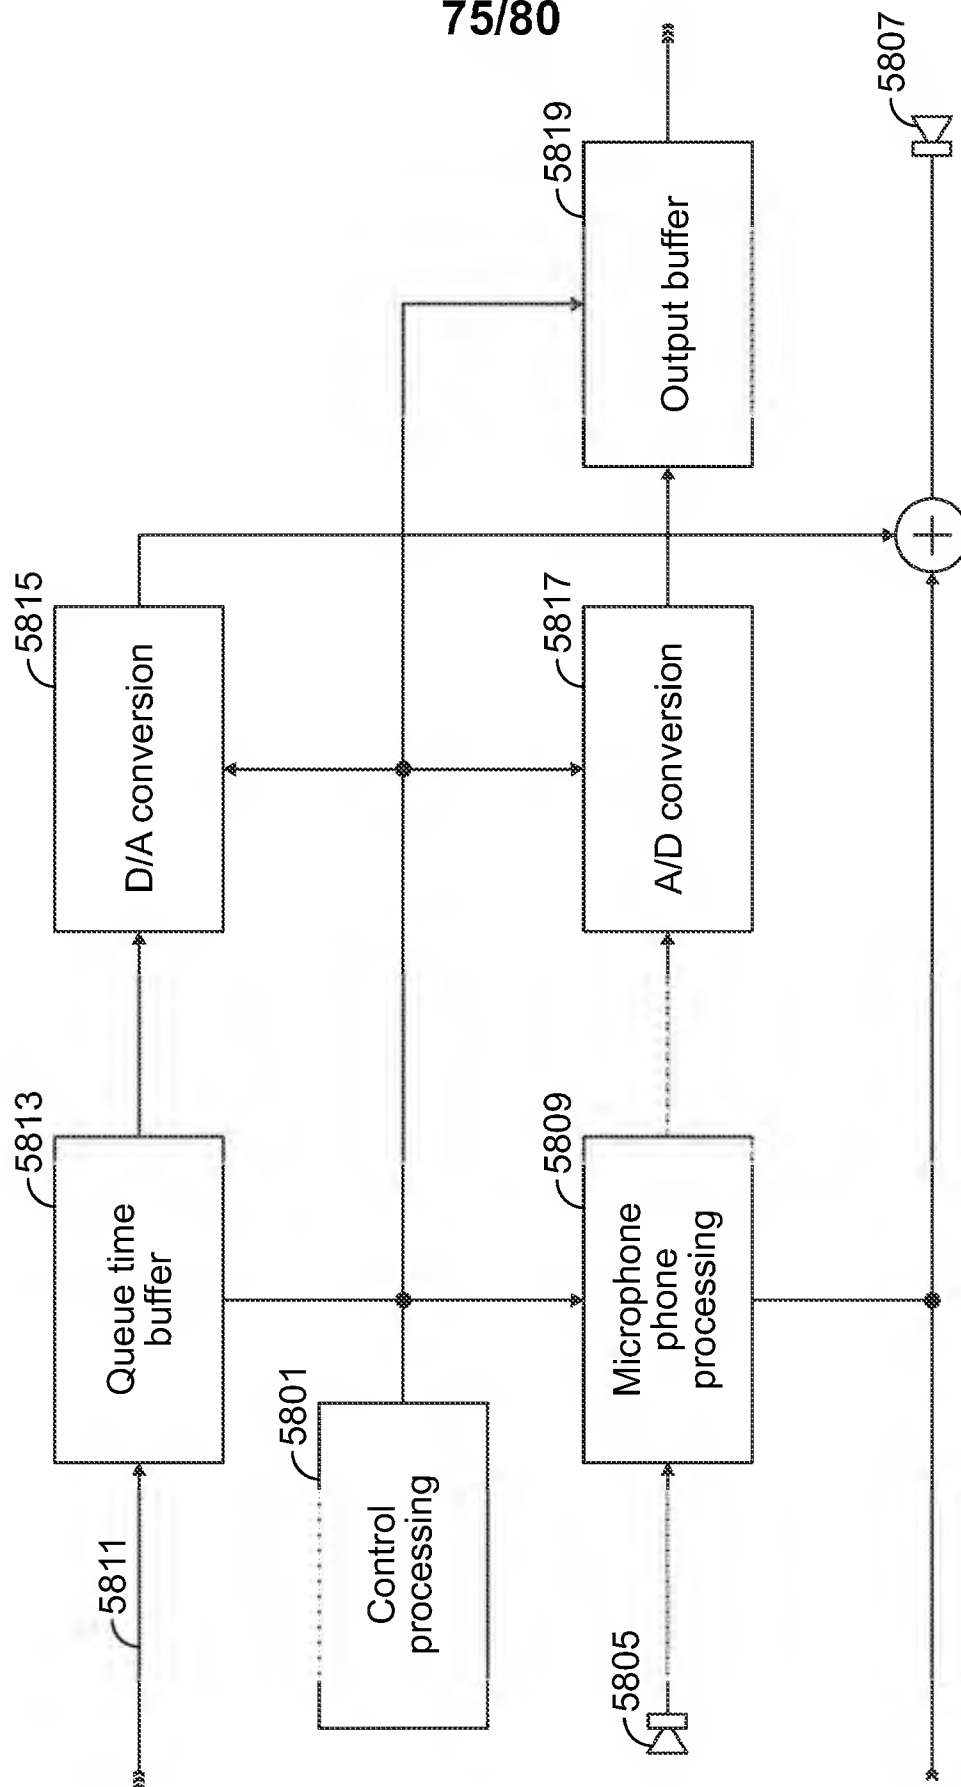 75/80
5811
Queue time
buffer
5813
D/A conversion
5815
Control
processing
5801
5805
Microphone
phone
processing
5809
A/D conversion
5817
Output buffer
5819
5807